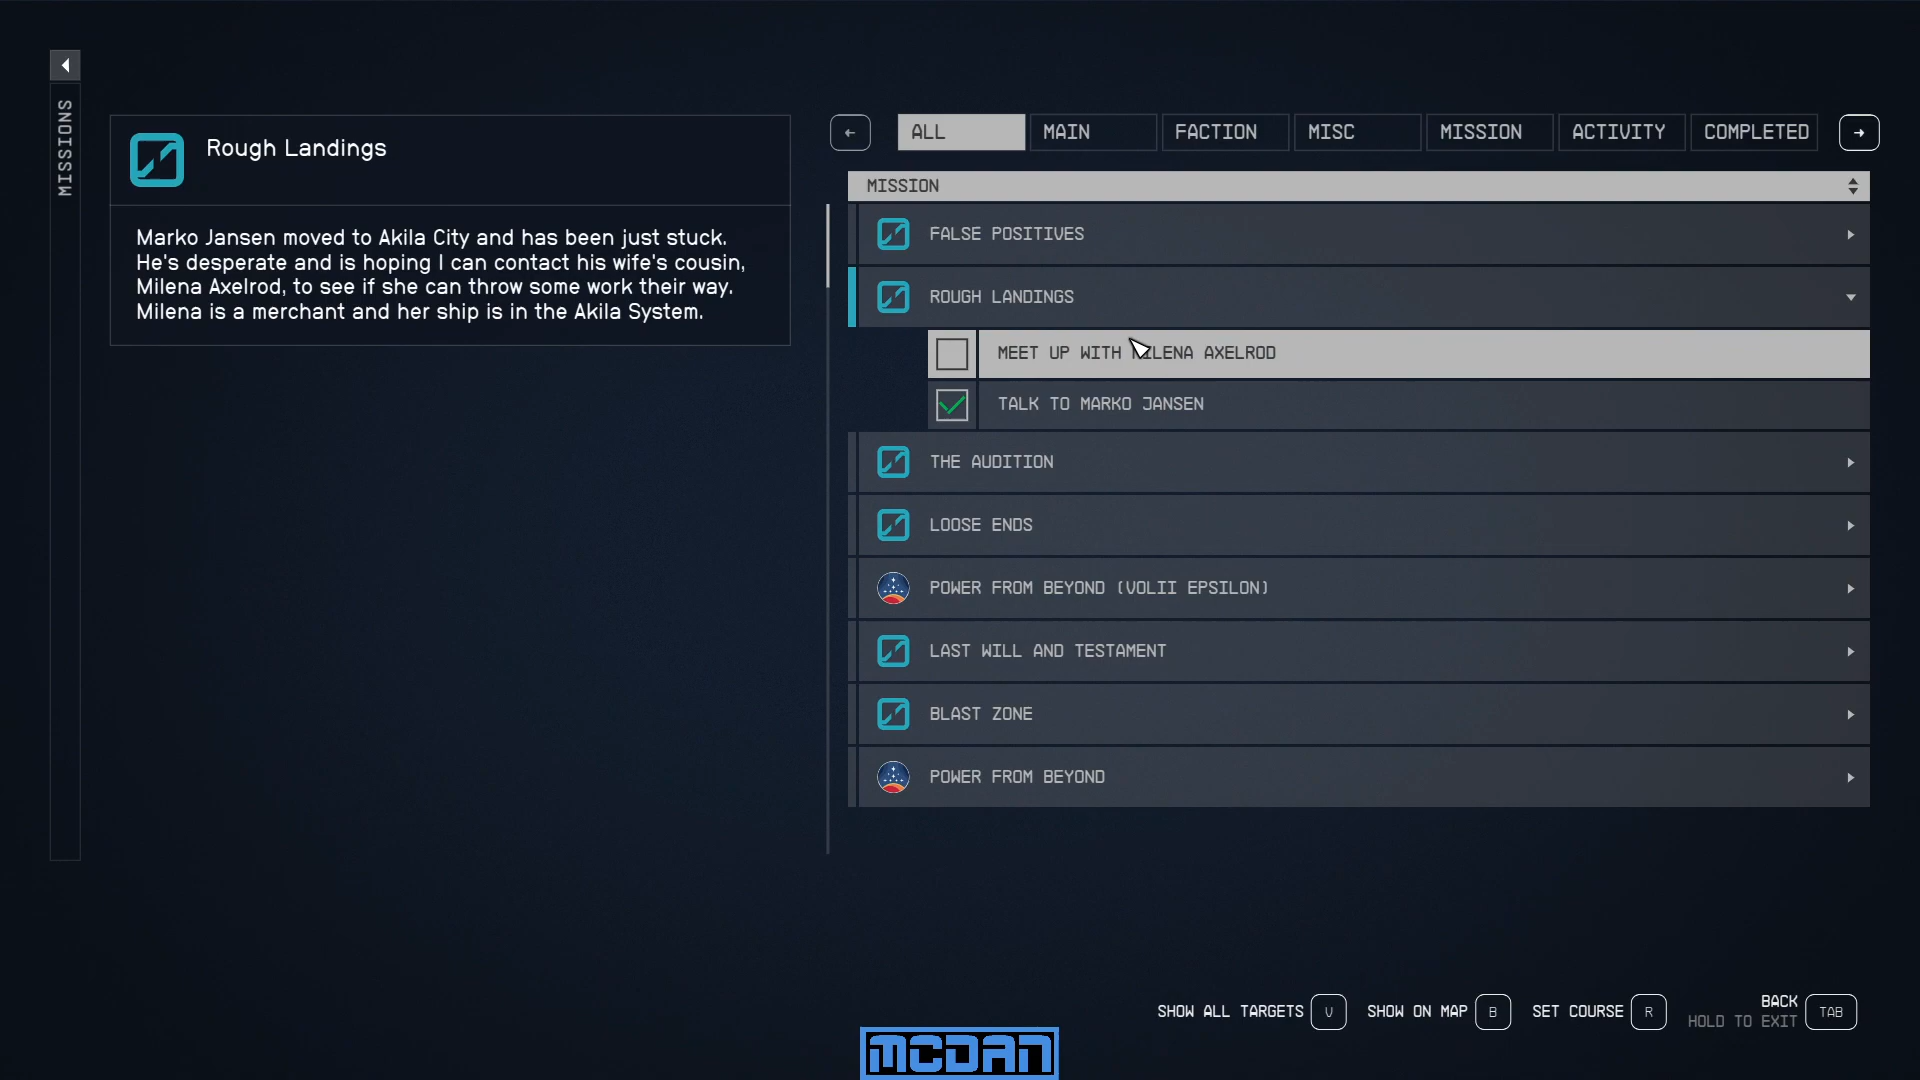 MISSIONS
Rough Landings
Marko Jansen moved to Akila City and has been just stuck.
He's desperate and is hoping I can contact his wife's cousin,
Milena Axelrod, to see if she can throw some work their way.
Milena is a merchant and her ship is in the Akila System.
ALL MAIN FACTION MISC MISSION ACTIVITY COMPLETED
MISSION
FALSE POSITIVES
ROUGH LANDINGS
MEET UP WITH MILENA AXELROD
TALK TO MARKO JANSEN
THE AUDITION
LOOSE ENDS
POWER FROM BEYOND (VOLII EPSILON)
LAST WILL AND TESTAMENT
BLAST ZONE
POWER FROM BEYOND
SHOW ALL TARGETS V SHOW ON MAP B SET COURSE R BACK TAB
HOLD TO EXIT
MCDAN